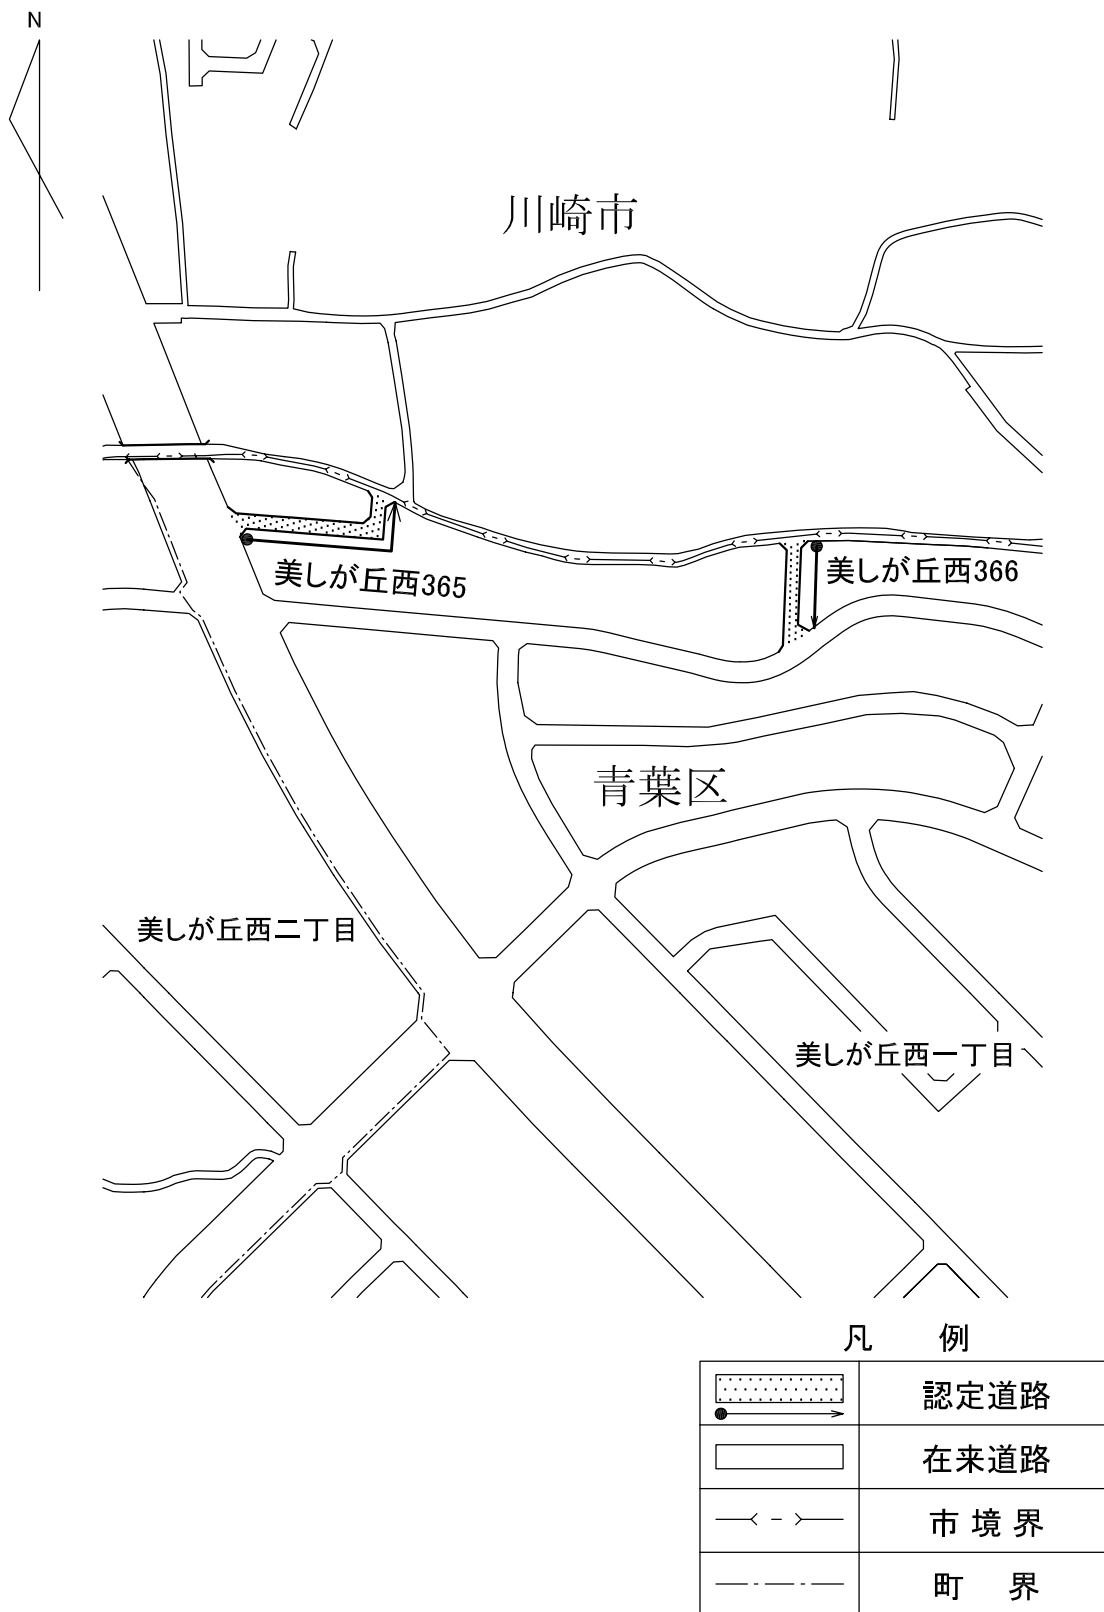 N
川崎市
美しが丘西365
美しが丘西366
青葉区
美しが丘西二丁目
美しが丘西一丁目
凡 例
認定道路
在来道路
市境界
町 界